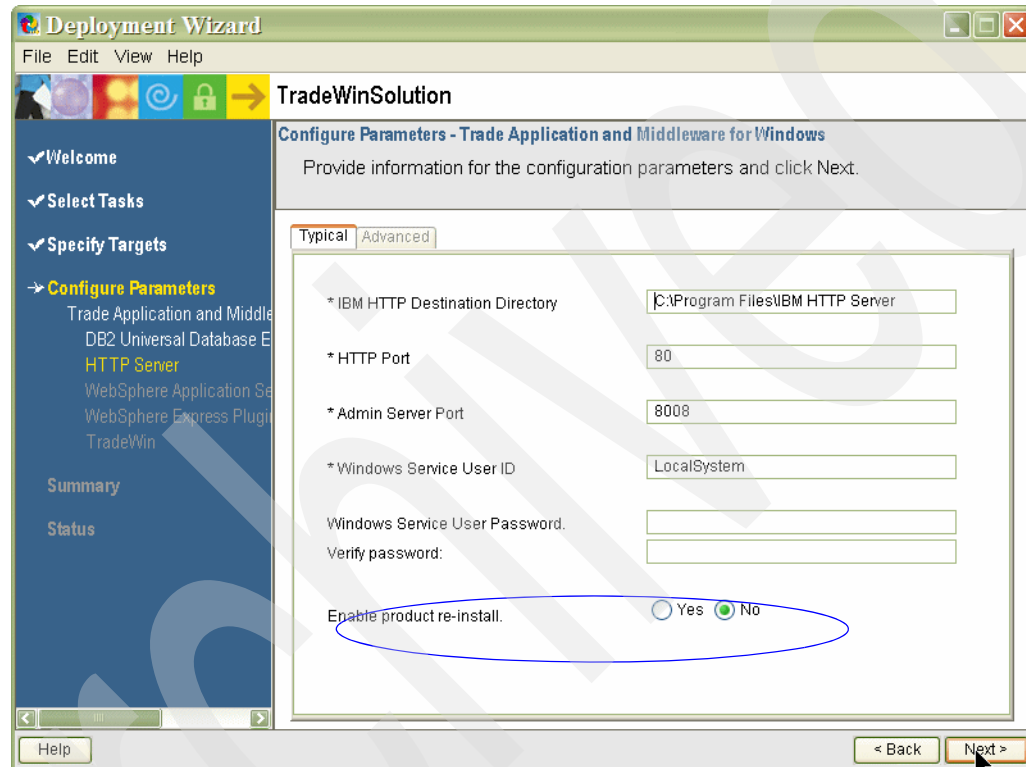 Deployment Wizard
File Edit View Help
TradeWinSolution
Configure Parameters - Trade Application and Middleware for Windows
Provide information for the configuration parameters and click Next.
Welcome
Select Tasks
Specify Targets
Configure Parameters
Trade Application and Middle
DB2 Universal Database E
HTTP Server
WebSphere Application Se
WebSphere Express Plugi
TradeWin
Summary
Status
Typical Advanced
* IBM HTTP Destination Directory C:\Program Files\IBM HTTP Server
* HTTP Port 80
* Admin Server Port 8008
* Windows Service User ID LocalSystem
Windows Service User Password.
Verify password:
Enable product re-install. Yes No
Help < Back Next >